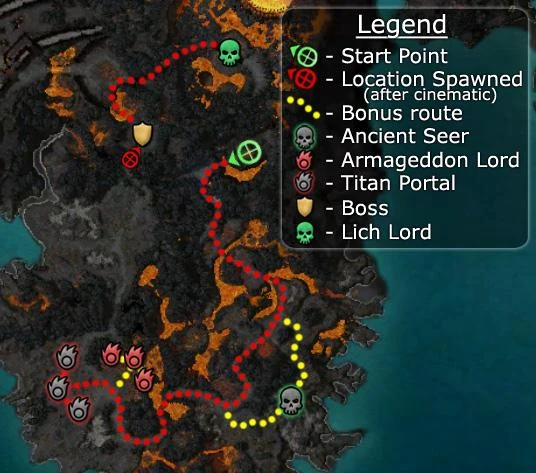 Legend
- Start Point
- Location Spawned
(after cinematic)
- Bonus route
- Ancient Seer
- Armageddon Lord
- Titan Portal
- Boss
- Lich Lord